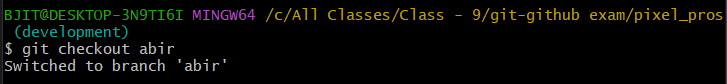 BJIT@DESKTOP-3N9TI6I MINGW64 /c/All Classes/Class - 9/git-github exam/pixel_pros
(development)
$ git checkout abir
Switched to branch 'abir'